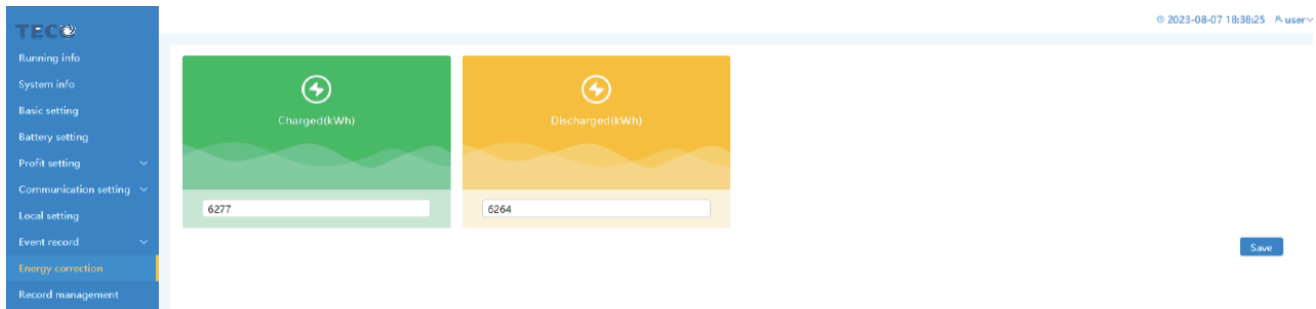 TECO
2023-08-07 18:38:25 user
Running info
System info
Basic setting
Battery setting
Profit setting
Communication setting
Local setting
Event record
Energy correction
Record management
Charged(kWh)
6277
Discharged(kWh)
6264
Save